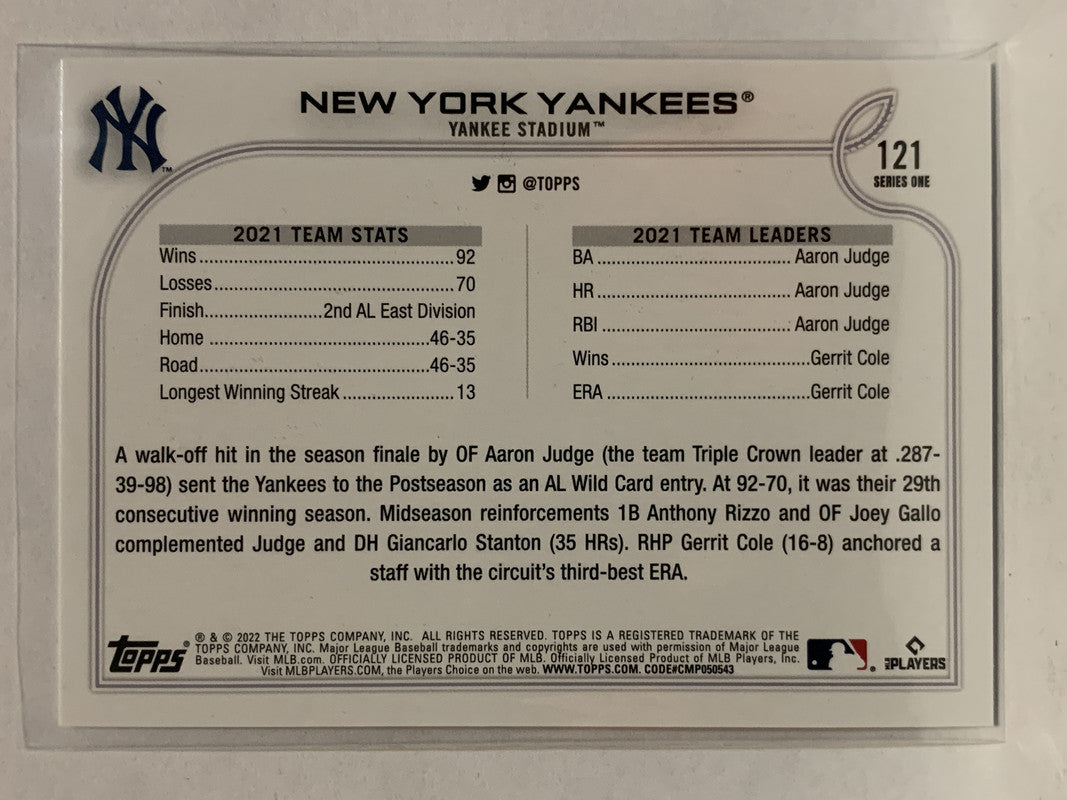 NY™
NEW YORK YANKEES®
YANKEE STADIUM™
121
SERIES ONE
@TOPPS
2021 TEAM STATS
Wins........................................................92
Losses.....................................................70
Finish........................2nd AL East Division
Home ................................................46-35
Road..................................................46-35
Longest Winning Streak ........................13
2021 TEAM LEADERS
BA ........................................ Aaron Judge
HR........................................ Aaron Judge
RBI ....................................... Aaron Judge
Wins.........................................Gerrit Cole
ERA ..........................................Gerrit Cole
A walk-off hit in the season finale by OF Aaron Judge (the team Triple Crown leader at .287-
39-98) sent the Yankees to the Postseason as an AL Wild Card entry. At 92-70, it was their 29th
consecutive winning season. Midseason reinforcements 1B Anthony Rizzo and OF Joey Gallo
complemented Judge and DH Giancarlo Stanton (35 HRs). RHP Gerrit Cole (16-8) anchored a
staff with the circuit's third-best ERA.
Topps®
® & © 2022 THE TOPPS COMPANY, INC. ALL RIGHTS RESERVED. TOPPS IS A REGISTERED TRADEMARK OF THE
TOPPS COMPANY, INC. Major League Baseball trademarks and copyrights are used with permission of Major League
Baseball. Visit MLB.com. OFFICIALLY LICENSED PRODUCT OF MLB. Officially Licensed Product of MLB Players, Inc.
Visit MLBPLAYERS.COM, the Players Choice on the web. WWW.TOPPS.COM. CODE#CMP050543
MLB PLAYERS